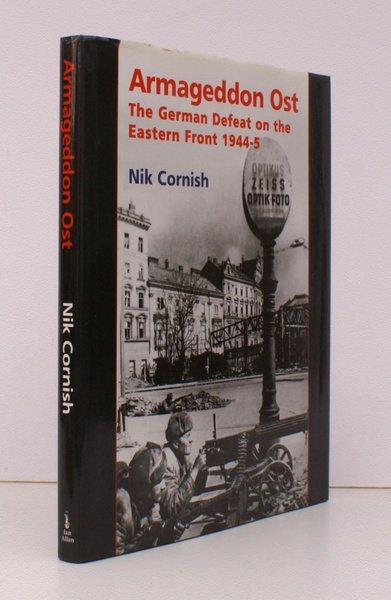 Armageddon Ost
The German Defeat on the
Eastern Front 1944-5
Nik Cornish
OPTIKUS
ZEISS
OPTIK FOTO
Armageddon Ost
Nik Cornish
Ian
Allan